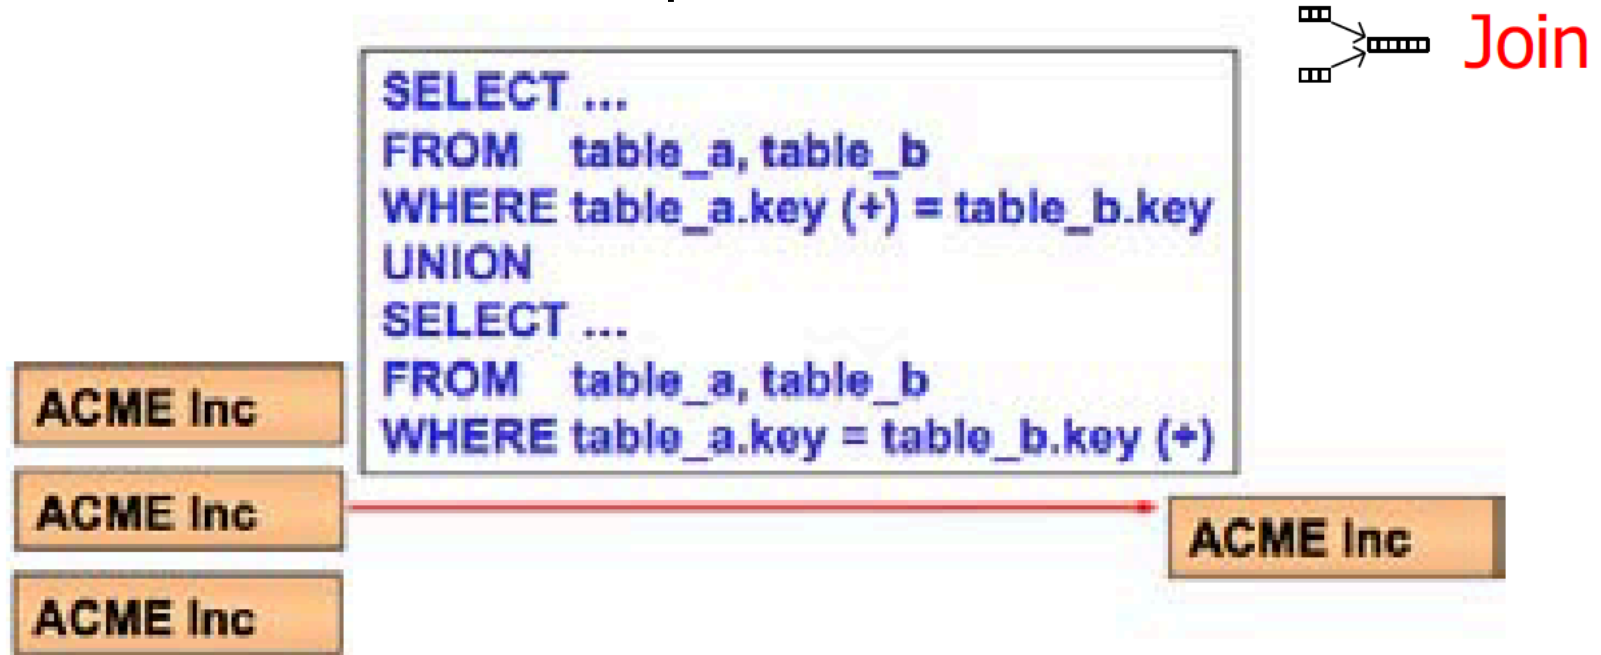 Join
SELECT ...
FROM table_a, table_b
WHERE table_a.key (+) = table_b.key
UNION
SELECT ...
FROM table_a, table_b
WHERE table_a.key = table_b.key (+)
ACME Inc
ACME Inc
ACME Inc
ACME Inc